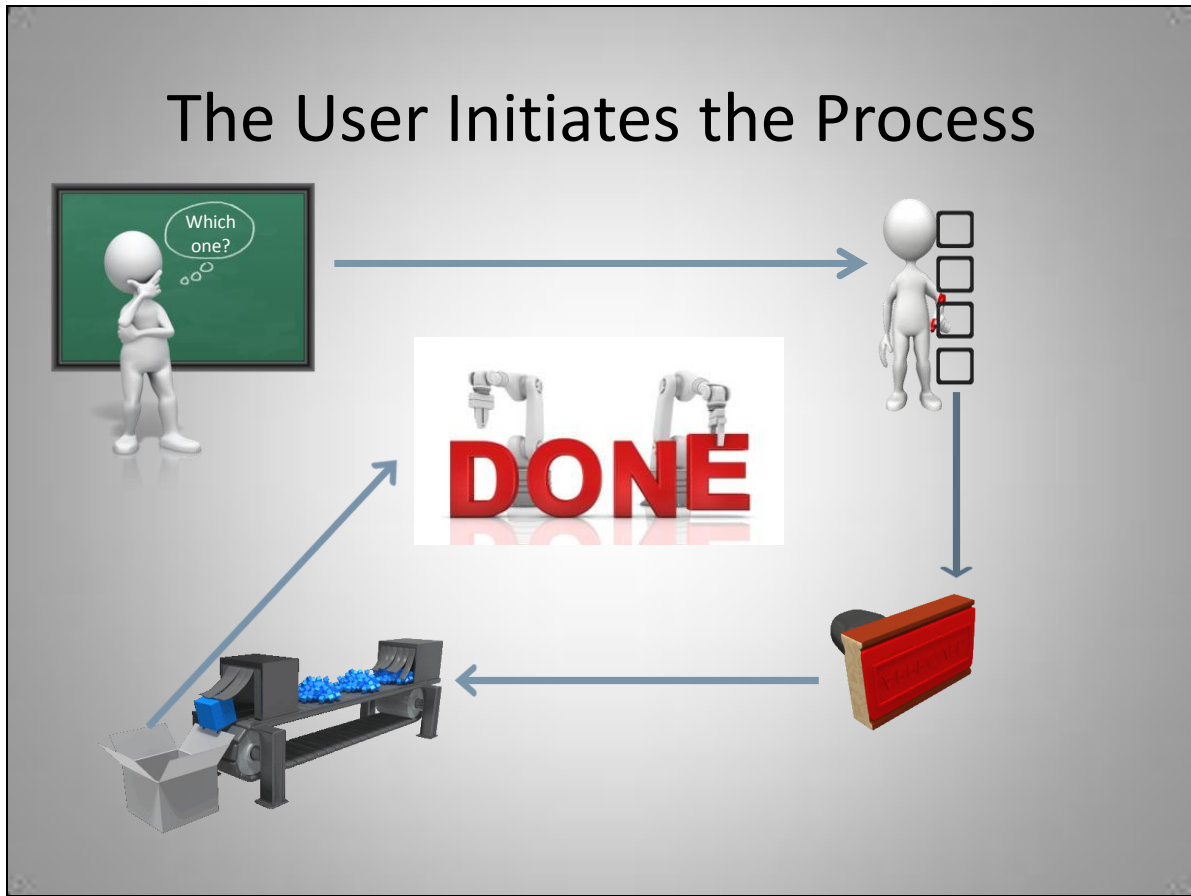 The User Initiates the Process
Which
one?
DONE